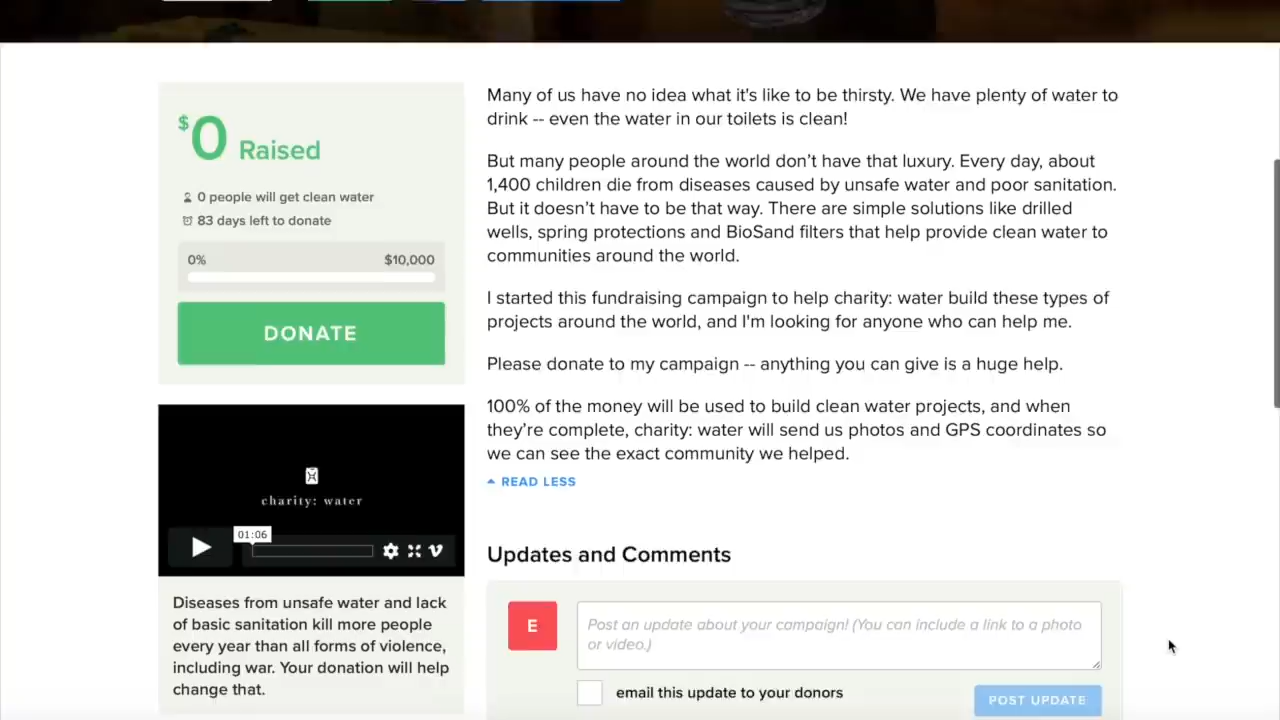 $0 Raised
0 people will get clean water
83 days left to donate
0% $10,000
DONATE
charity: water
01:06
Diseases from unsafe water and lack
of basic sanitation kill more people
every year than all forms of violence,
including war. Your donation will help
change that.
Many of us have no idea what it's like to be thirsty. We have plenty of water to
drink -- even the water in our toilets is clean!
But many people around the world don’t have that luxury. Every day, about
1,400 children die from diseases caused by unsafe water and poor sanitation.
But it doesn’t have to be that way. There are simple solutions like drilled
wells, spring protections and BioSand filters that help provide clean water to
communities around the world.
I started this fundraising campaign to help charity: water build these types of
projects around the world, and I'm looking for anyone who can help me.
Please donate to my campaign -- anything you can give is a huge help.
100% of the money will be used to build clean water projects, and when
they’re complete, charity: water will send us photos and GPS coordinates so
we can see the exact community we helped.
READ LESS
Updates and Comments
E
Post an update about your campaign! (You can include a link to a photo
or video.)
email this update to your donors
POST UPDATE